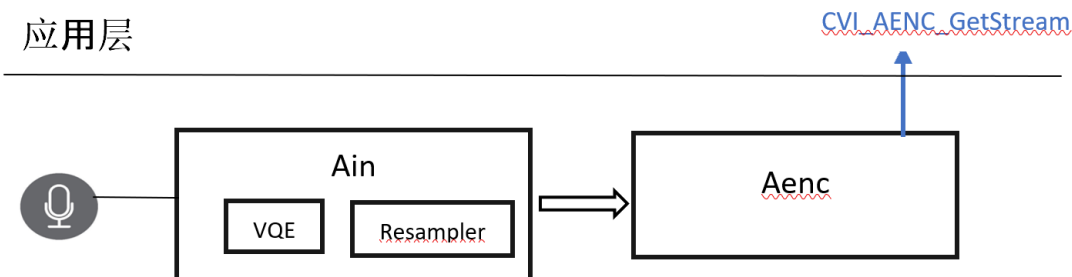 应用层
CVI_AENC_GetStream
Ain
VQE
Resampler
Aenc